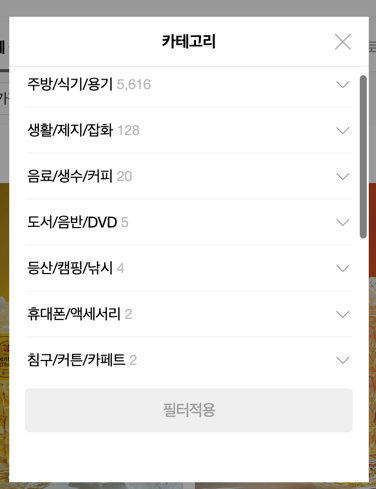 카테고리
주방/식기/용기 5,616
생활/제지/잡화 128
음료/생수/커피 20
도서/음반/DVD 5
등산/캠핑/낚시 4
휴대폰/액세서리 2
침구/커튼/카페트 2
필터적용